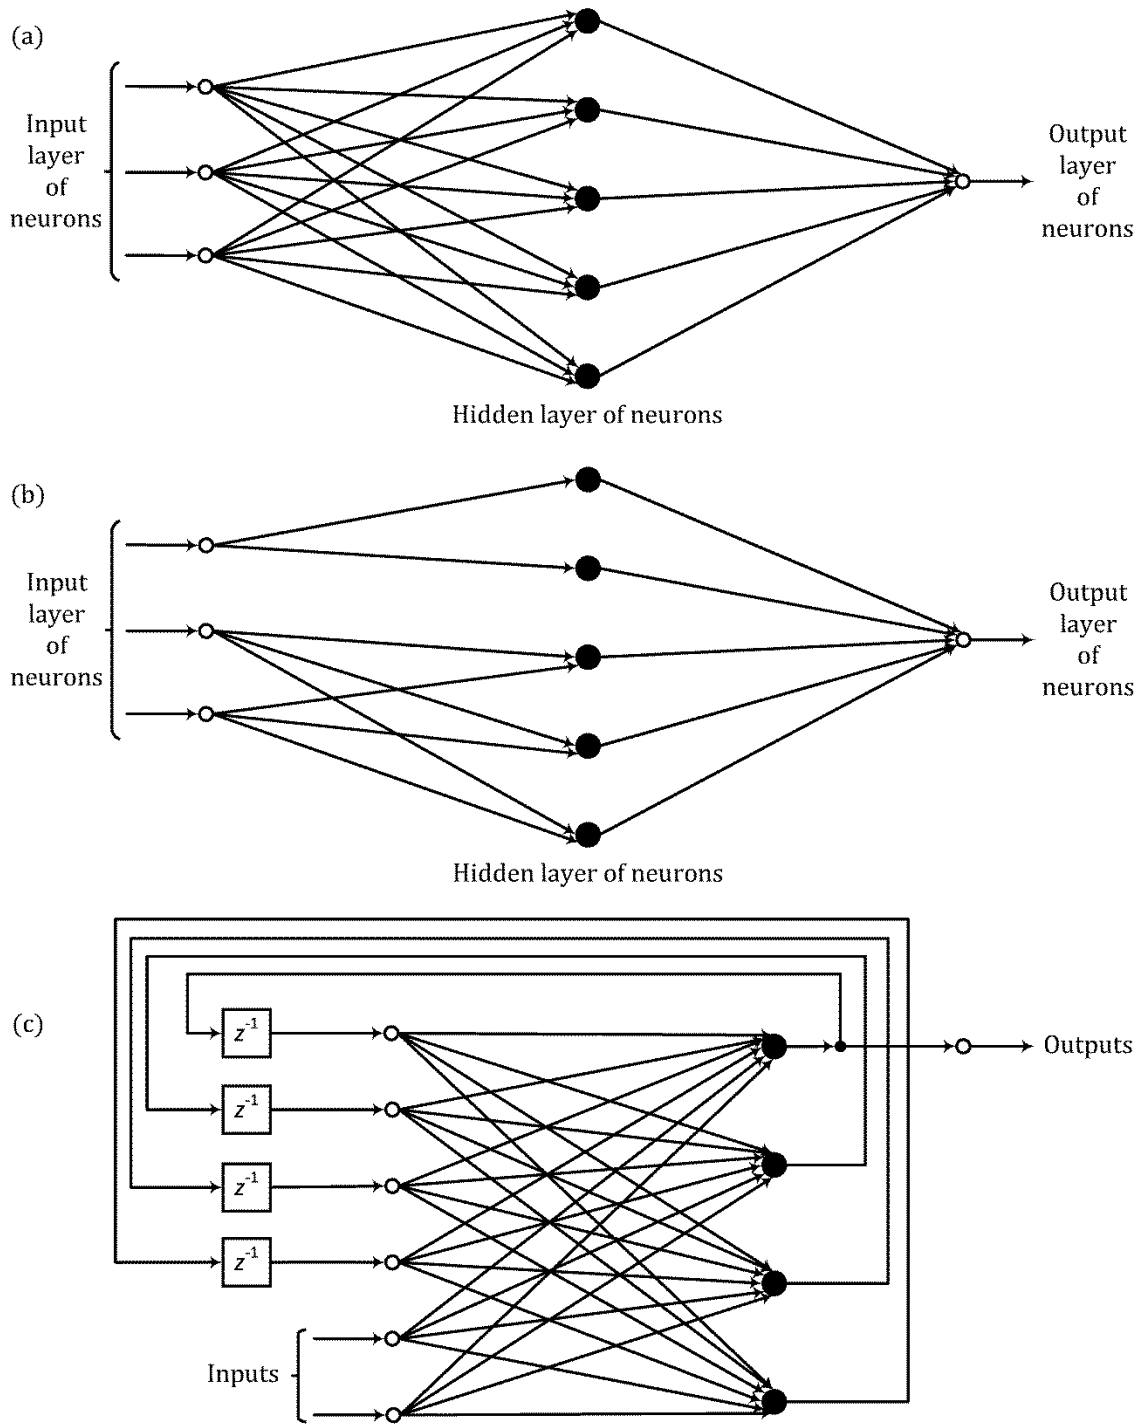 (a)
Input
layer
of
neurons
Output
layer
of
neurons
Hidden layer of neurons
(b)
Input
layer
of
neurons
Output
layer
of
neurons
Hidden layer of neurons
(c)
z⁻¹
Outputs
z⁻¹
z⁻¹
z⁻¹
Inputs